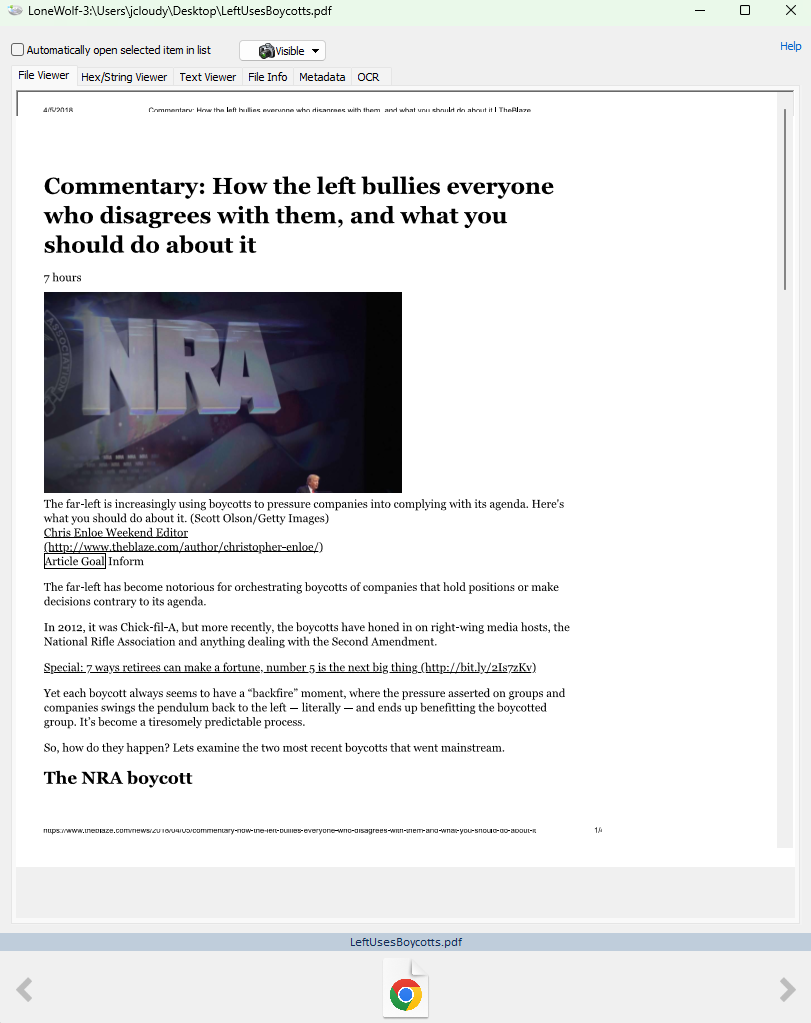 LoneWolf-3:\Users\jcloudy\Desktop\LeftUsesBoycotts.pdf
Automatically open selected item in list
Visible
Help
File Viewer
Hex/String Viewer
Text Viewer
File Info
Metadata
OCR
4/5/2018
Commentary: How the left bullies everyone who disagrees with them, and what you should do about it | TheBlaze
Commentary: How the left bullies everyone
who disagrees with them, and what you
should do about it
7 hours
ASSOCIATION
NRA
The far-left is increasingly using boycotts to pressure companies into complying with its agenda. Here's
what you should do about it. (Scott Olson/Getty Images)
Chris Enloe Weekend Editor
(http://www.theblaze.com/author/christopher-enloe/)
Article Goal Inform
The far-left has become notorious for orchestrating boycotts of companies that hold positions or make
decisions contrary to its agenda.
In 2012, it was Chick-fil-A, but more recently, the boycotts have honed in on right-wing media hosts, the
National Rifle Association and anything dealing with the Second Amendment.
Special: 7 ways retirees can make a fortune, number 5 is the next big thing (http://bit.ly/2Is7zKv)
Yet each boycott always seems to have a “backfire” moment, where the pressure asserted on groups and
companies swings the pendulum back to the left — literally — and ends up benefitting the boycotted
group. It’s become a tiresomely predictable process.
So, how do they happen? Lets examine the two most recent boycotts that went mainstream.
The NRA boycott
https://www.theblaze.com/news/2018/04/05/commentary-how-the-left-bullies-everyone-who-disagrees-with-them-and-what-you-should-do-about-it
LeftUsesBoycotts.pdf